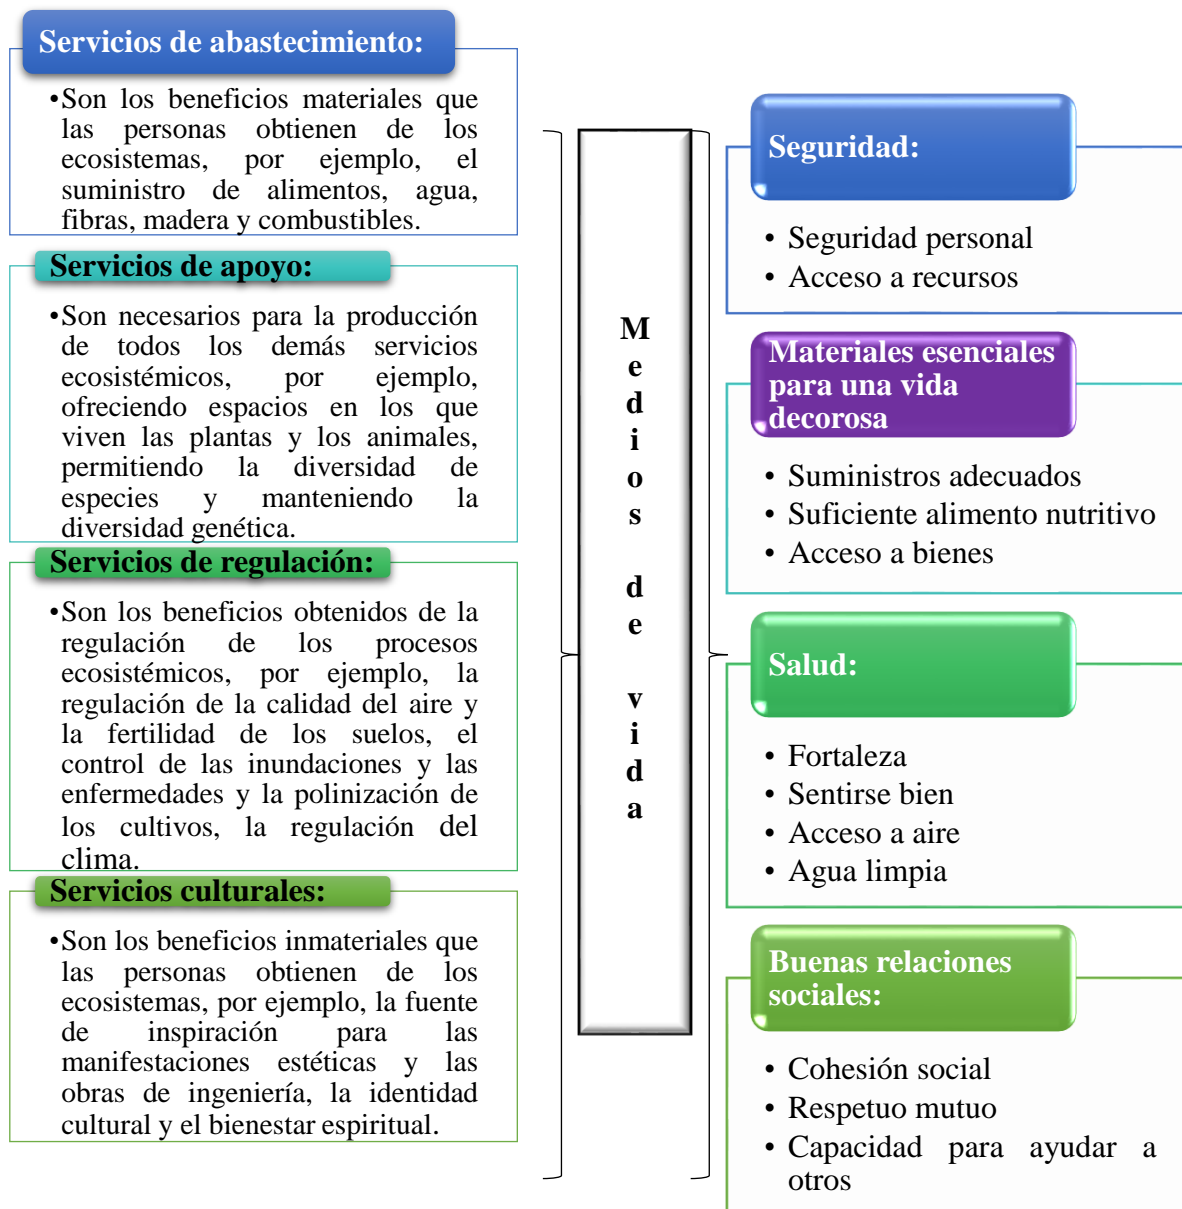 Servicios de abastecimiento:
•Son los beneficios materiales que
las personas obtienen de los
ecosistemas, por ejemplo, el
suministro de alimentos, agua,
fibras, madera y combustibles.
Servicios de apoyo:
•Son necesarios para la producción
de todos los demás servicios
ecosistémicos, por ejemplo,
ofreciendo espacios en los que
viven las plantas y los animales,
permitiendo la diversidad de
especies y manteniendo la
diversidad genética.
Servicios de regulación:
•Son los beneficios obtenidos de la
regulación de los procesos
ecosistémicos, por ejemplo, la
regulación de la calidad del aire y
la fertilidad de los suelos, el
control de las inundaciones y las
enfermedades y la polinización de
los cultivos, la regulación del
clima.
Servicios culturales:
•Son los beneficios inmateriales que
las personas obtienen de los
ecosistemas, por ejemplo, la fuente
de inspiración para las
manifestaciones estéticas y las
obras de ingeniería, la identidad
cultural y el bienestar espiritual.
Medios de vida
Seguridad:
• Seguridad personal
• Acceso a recursos
Materiales esenciales
para una vida
decorosa
• Suministros adecuados
• Suficiente alimento nutritivo
• Acceso a bienes
Salud:
• Fortaleza
• Sentirse bien
• Acceso a aire
• Agua limpia
Buenas relaciones
sociales:
• Cohesión social
• Respetuo mutuo
• Capacidad para ayudar a
otros